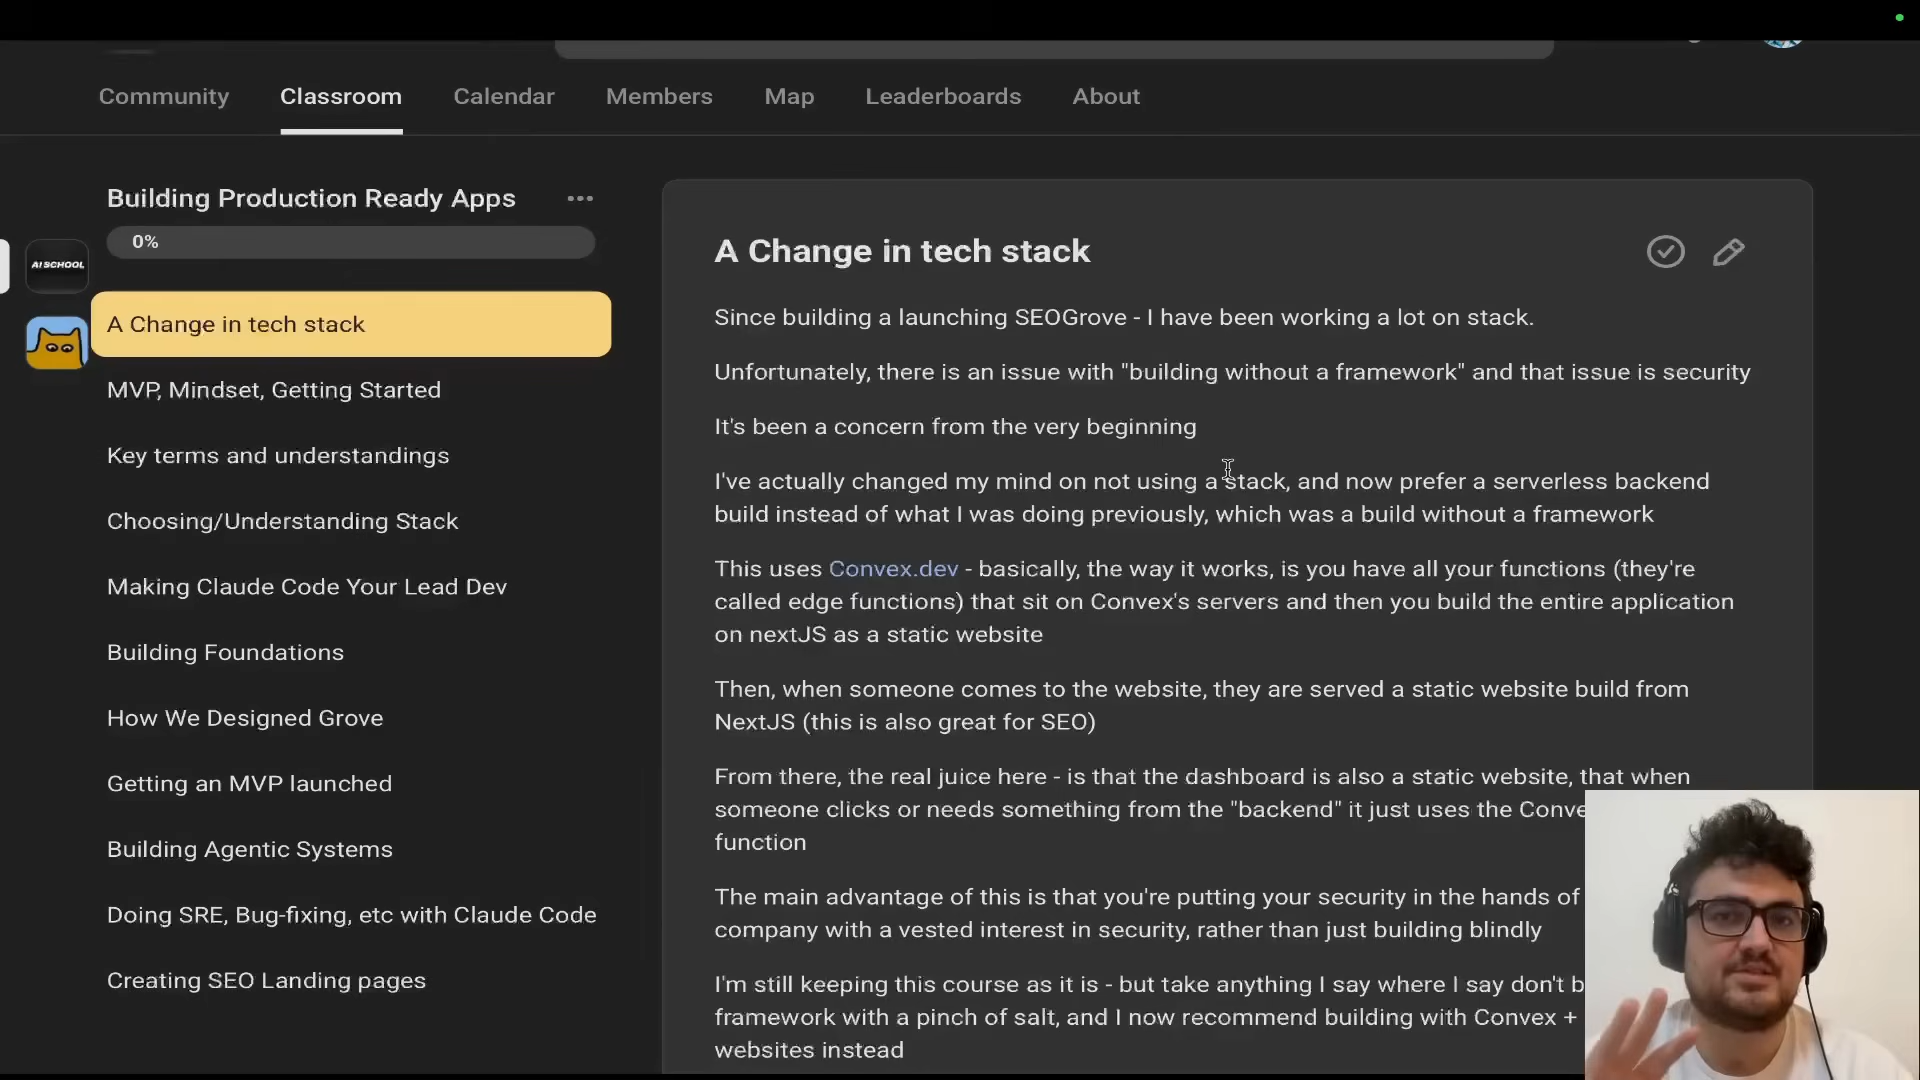 Community Classroom Calendar Members Map Leaderboards About
Building Production Ready Apps
0%
AI SCHOOL
A Change in tech stack
MVP, Mindset, Getting Started
Key terms and understandings
Choosing/Understanding Stack
Making Claude Code Your Lead Dev
Building Foundations
How We Designed Grove
Getting an MVP launched
Building Agentic Systems
Doing SRE, Bug-fixing, etc with Claude Code
Creating SEO Landing pages
A Change in tech stack
Since building a launching SEOGrove - I have been working a lot on stack.
Unfortunately, there is an issue with "building without a framework" and that issue is security
It's been a concern from the very beginning
I've actually changed my mind on not using a stack, and now prefer a serverless backend
build instead of what I was doing previously, which was a build without a framework
This uses Convex.dev - basically, the way it works, is you have all your functions (they're
called edge functions) that sit on Convex's servers and then you build the entire application
on nextJS as a static website
Then, when someone comes to the website, they are served a static website build from
NextJS (this is also great for SEO)
From there, the real juice here - is that the dashboard is also a static website, that when
someone clicks or needs something from the "backend" it just uses the Conve
function
The main advantage of this is that you're putting your security in the hands of
company with a vested interest in security, rather than just building blindly
I'm still keeping this course as it is - but take anything I say where I say don't b
framework with a pinch of salt, and I now recommend building with Convex +
websites instead